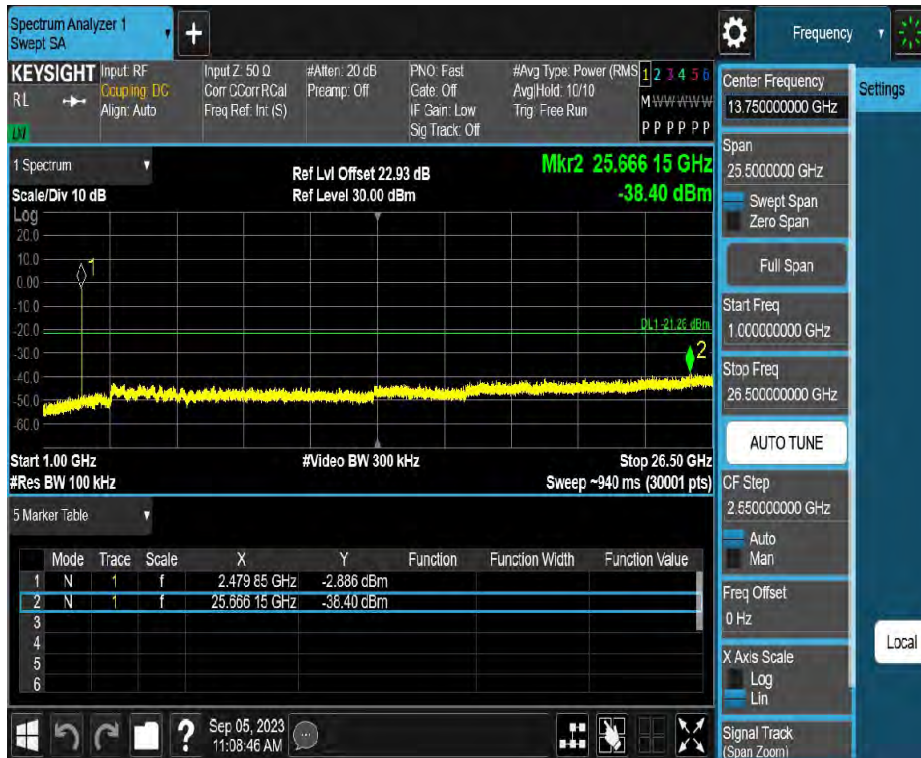 Spectrum Analyzer 1
Swept SA
+
Frequency
KEYSIGHT
RL
LXI
Input: RF
Coupling: DC
Align: Auto
Input Z: 50 Ω
Corr CCorr RCal
Freq Ref: Int (S)
#Atten: 20 dB
Preamp: Off
PNO: Fast
Gate: Off
IF Gain: Low
Sig Track: Off
#Avg Type: Power (RMS
Avg|Hold: 10/10
Trig: Free Run
1 2 3 4 5 6
M W W W W W
P P P P P P
1 Spectrum
Scale/Div 10 dB
Ref Lvl Offset 22.93 dB
Ref Level 30.00 dBm
Mkr2 25.666 15 GHz
-38.40 dBm
Log
20.0
10.0
0.00
-10.0
-20.0
-30.0
-40.0
-50.0
-60.0
1
DL1 -21.26 dBm
2
Start 1.00 GHz
#Res BW 100 kHz
#Video BW 300 kHz
Stop 26.50 GHz
Sweep ~940 ms (30001 pts)
5 Marker Table
Mode Trace Scale X Y Function Function Width Function Value
1 N 1 f 2.479 85 GHz -2.886 dBm
2 N 1 f 25.666 15 GHz -38.40 dBm
3
4
5
6
?
Sep 05, 2023
11:08:46 AM
Center Frequency
13.750000000 GHz
Span
25.5000000 GHz
Swept Span
Zero Span
Full Span
Start Freq
1.000000000 GHz
Stop Freq
26.500000000 GHz
AUTO TUNE
CF Step
2.550000000 GHz
Auto
Man
Freq Offset
0 Hz
X Axis Scale
Log
Lin
Signal Track
(Span Zoom)
Settings
Local